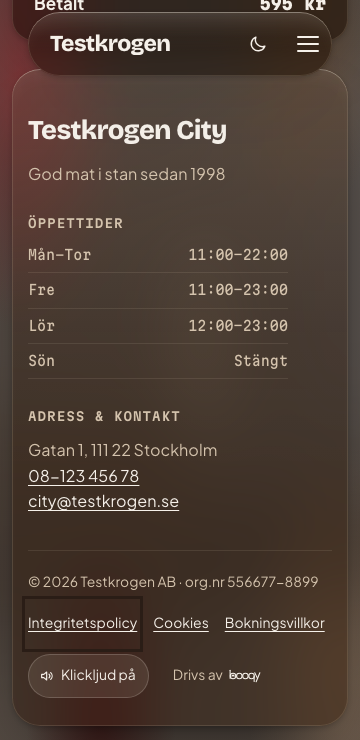 Betalt 595 kr
Testkrogen
Testkrogen City
God mat i stan sedan 1998
ÖPPETTIDER
Mån–Tor 11:00–22:00
Fre 11:00–23:00
Lör 12:00–23:00
Sön Stängt
ADRESS & KONTAKT
Gatan 1, 111 22 Stockholm
08-123 456 78
city@testkrogen.se
© 2026 Testkrogen AB · org.nr 556677-8899
Integritetspolicy Cookies Bokningsvillkor
Klickljud på Drivs av booqy